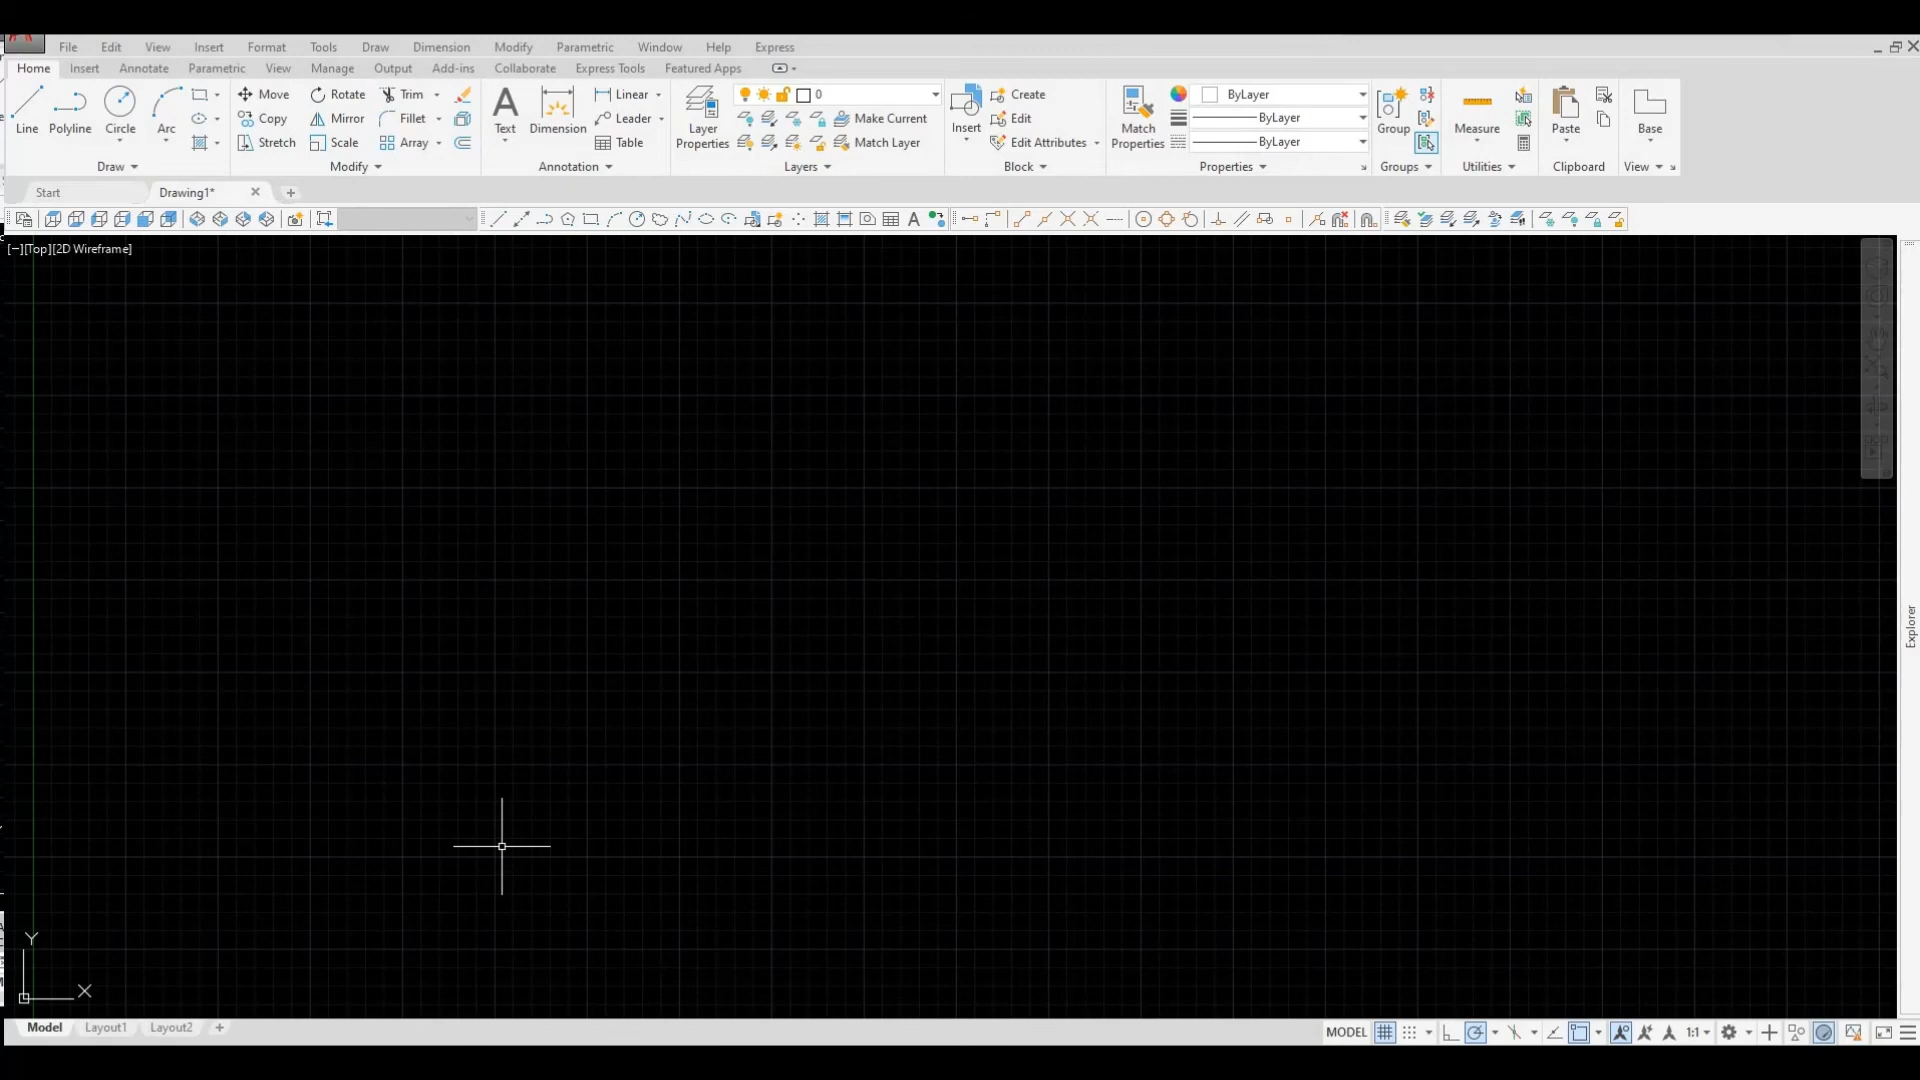 File Edit View Insert Format Tools Draw Dimension Modify Parametric Window Help Express
Home Insert Annotate Parametric View Manage Output Add-ins Collaborate Express Tools Featured Apps
Line Polyline Circle Arc
Move Rotate Trim
Copy Mirror Fillet
Stretch Scale Array
Text Dimension
Linear
Leader
Table
Layer Properties
0
Make Current
Match Layer
Insert
Create
Edit
Edit Attributes
Match Properties
ByLayer
ByLayer
ByLayer
Group
Measure
Paste
Base
Draw Modify Annotation Layers Block Properties Groups Utilities Clipboard View
Start Drawing1*
[−][Top][2D Wireframe]
Explorer
Y
X
Model Layout1 Layout2 +
MODEL 1:1